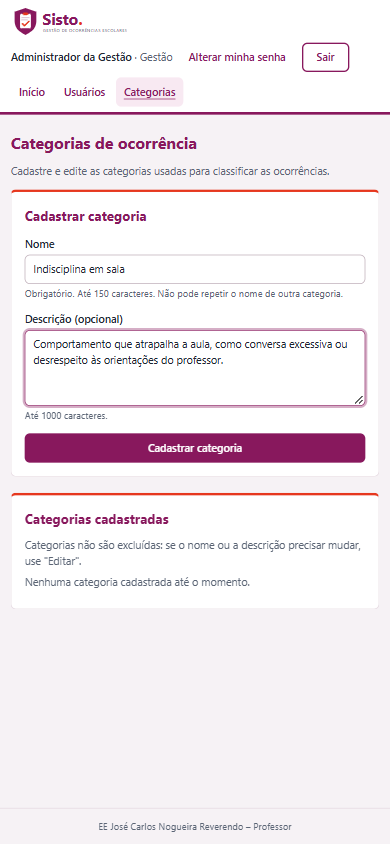 Sisto.
GESTÃO DE OCORRÊNCIAS ESCOLARES
Administrador da Gestão · Gestão
Alterar minha senha
Sair
Início
Usuários
Categorias
Categorias de ocorrência
Cadastre e edite as categorias usadas para classificar as ocorrências.
Cadastrar categoria
Nome
Indisciplina em sala
Obrigatório. Até 150 caracteres. Não pode repetir o nome de outra categoria.
Descrição (opcional)
Comportamento que atrapalha a aula, como conversa excessiva ou
desrespeito às orientações do professor.
Até 1000 caracteres.
Cadastrar categoria
Categorias cadastradas
Categorias não são excluídas: se o nome ou a descrição precisar mudar,
use "Editar".
Nenhuma categoria cadastrada até o momento.
EE José Carlos Nogueira Reverendo – Professor